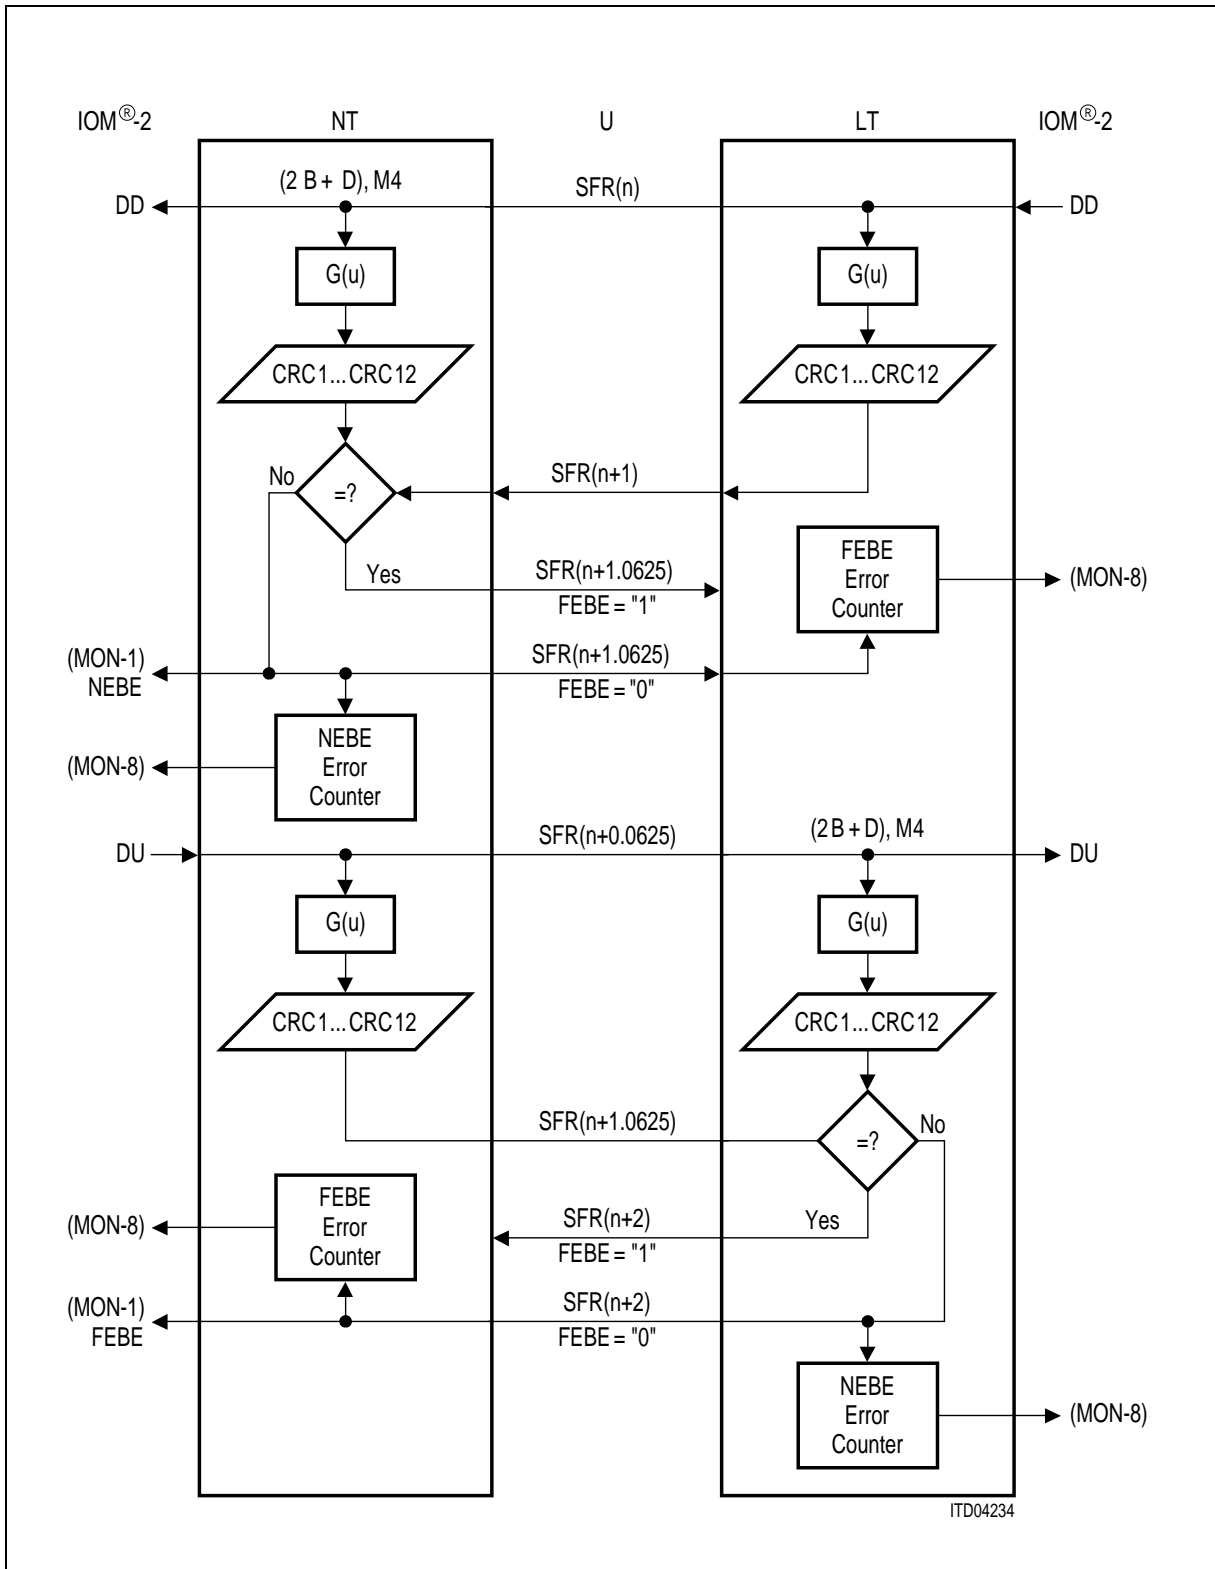 IOM®-2 NT U LT IOM®-2
(2 B + D), M4
SFR(n)
DD DD
G(u) G(u)
CRC1...CRC12 CRC1...CRC12
No
SFR(n+1)
=?
FEBE
Error
Counter
(MON-8)
Yes
SFR(n+1.0625)
FEBE = "1"
(MON-1)
NEBE
SFR(n+1.0625)
FEBE = "0"
NEBE
Error
Counter
(MON-8)
SFR(n+0.0625)
(2B + D), M4
DU DU
G(u) G(u)
CRC1...CRC12 CRC1...CRC12
SFR(n+1.0625)
=?
No
FEBE
Error
Counter
(MON-8)
SFR(n+2)
FEBE = "1"
Yes
(MON-1)
FEBE
SFR(n+2)
FEBE = "0"
NEBE
Error
Counter
(MON-8)
ITD04234